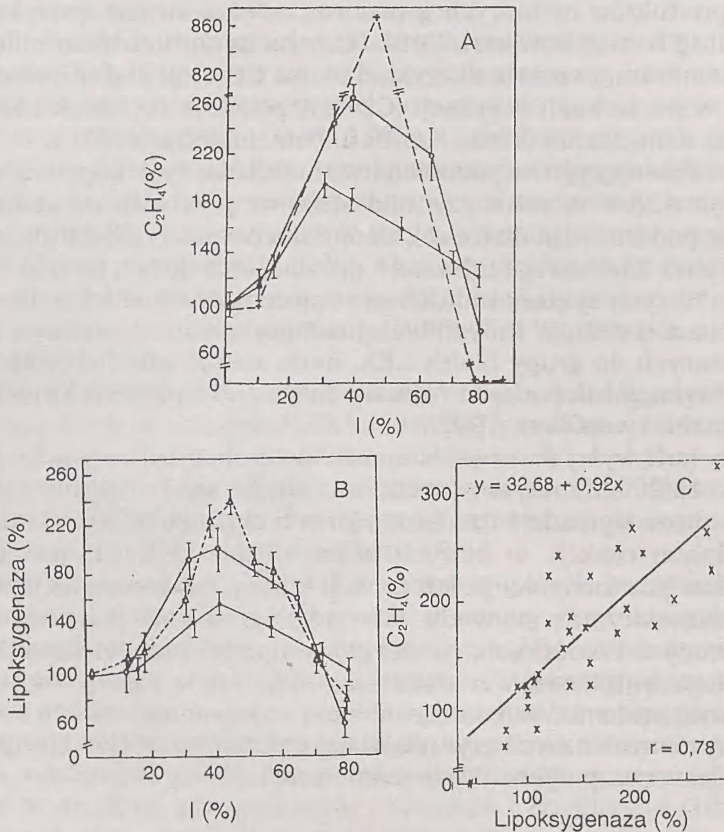 A
C₂H₄(%)
860
820
260
220
180
140
100
60
0
20 40 60 80
I (%)
B
Lipoksygenaza (%)
260
220
180
140
100
60
0
20 40 60 80
I (%)
C
y = 32,68 + 0,92x
C₂H₄(%)
300
200
100
0
r = 0,78
100 200
Lipoksygenaza (%)